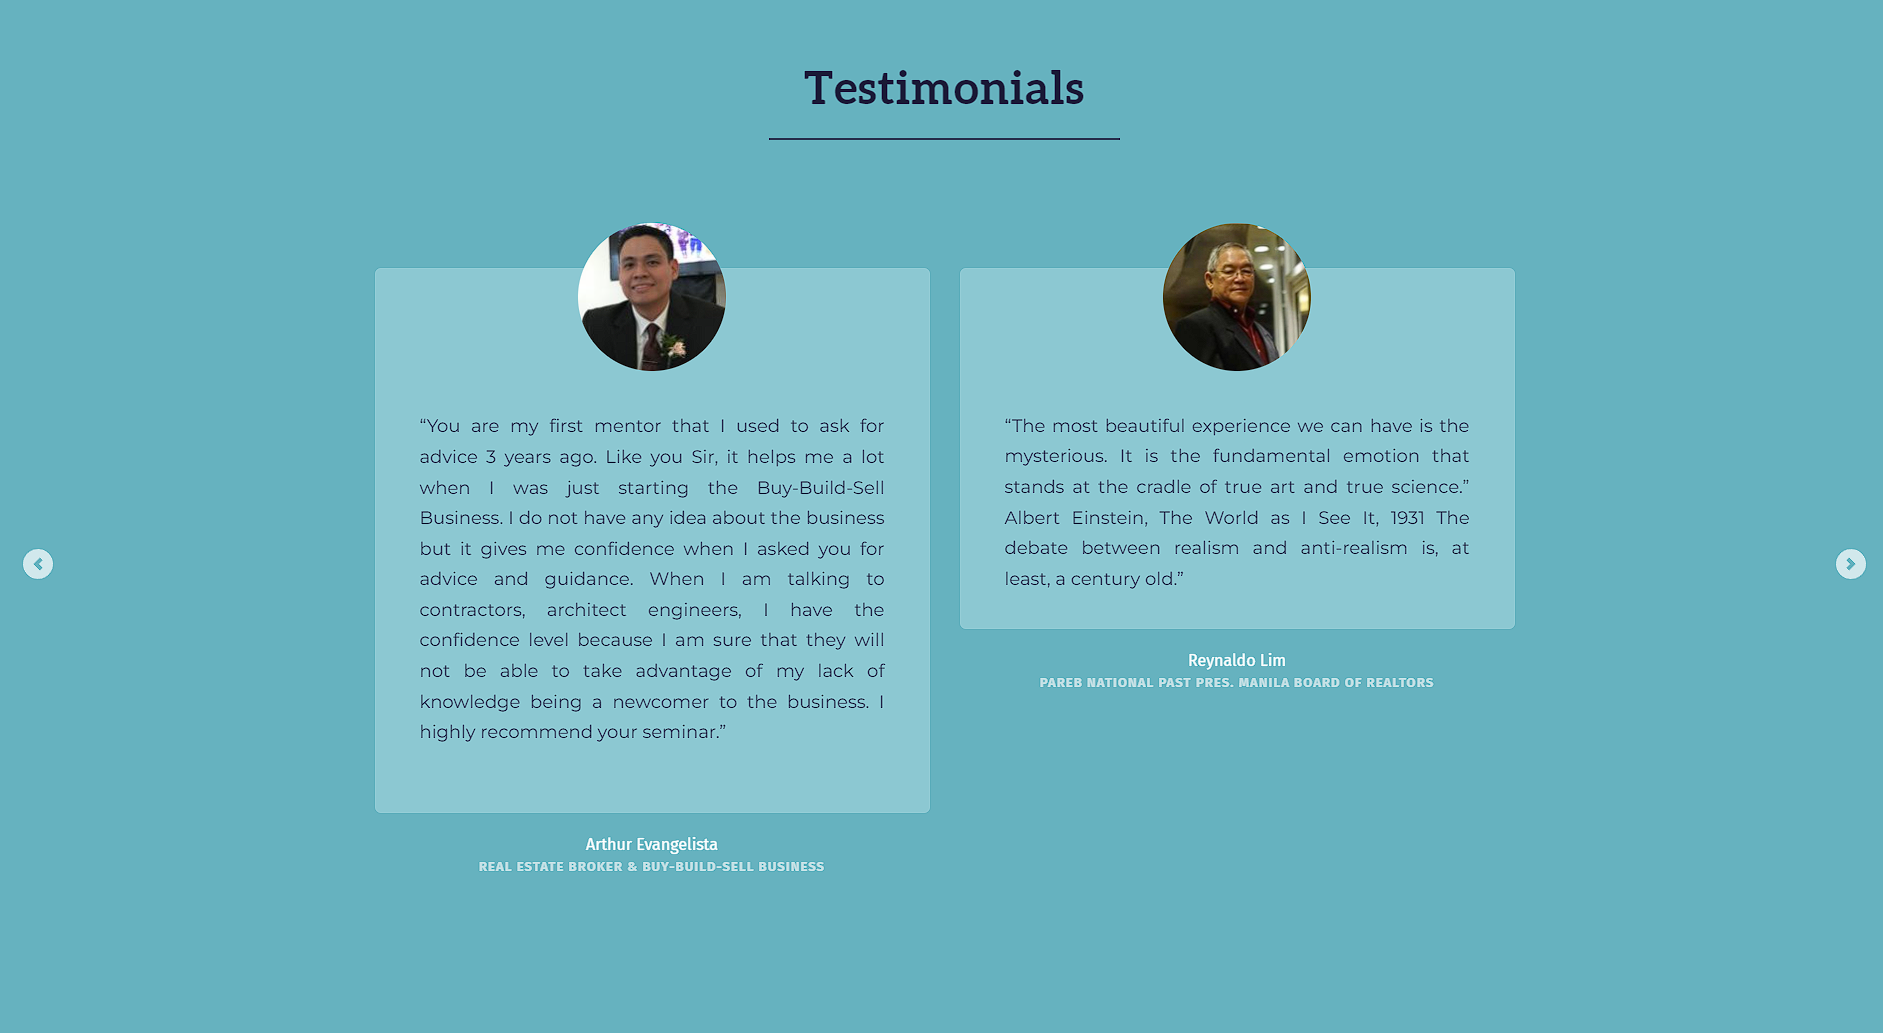 Testimonials
“You are my first mentor that I used to ask for
advice 3 years ago. Like you Sir, it helps me a lot
when I was just starting the Buy-Build-Sell
Business. I do not have any idea about the business
but it gives me confidence when I asked you for
advice and guidance. When I am talking to
contractors, architect engineers, I have the
confidence level because I am sure that they will
not be able to take advantage of my lack of
knowledge being a newcomer to the business. I
highly recommend your seminar.”
Arthur Evangelista
REAL ESTATE BROKER & BUY-BUILD-SELL BUSINESS
“The most beautiful experience we can have is the
mysterious. It is the fundamental emotion that
stands at the cradle of true art and true science.”
Albert Einstein, The World as I See It, 1931 The
debate between realism and anti-realism is, at
least, a century old.”
Reynaldo Lim
PAREB NATIONAL PAST PRES. MANILA BOARD OF REALTORS